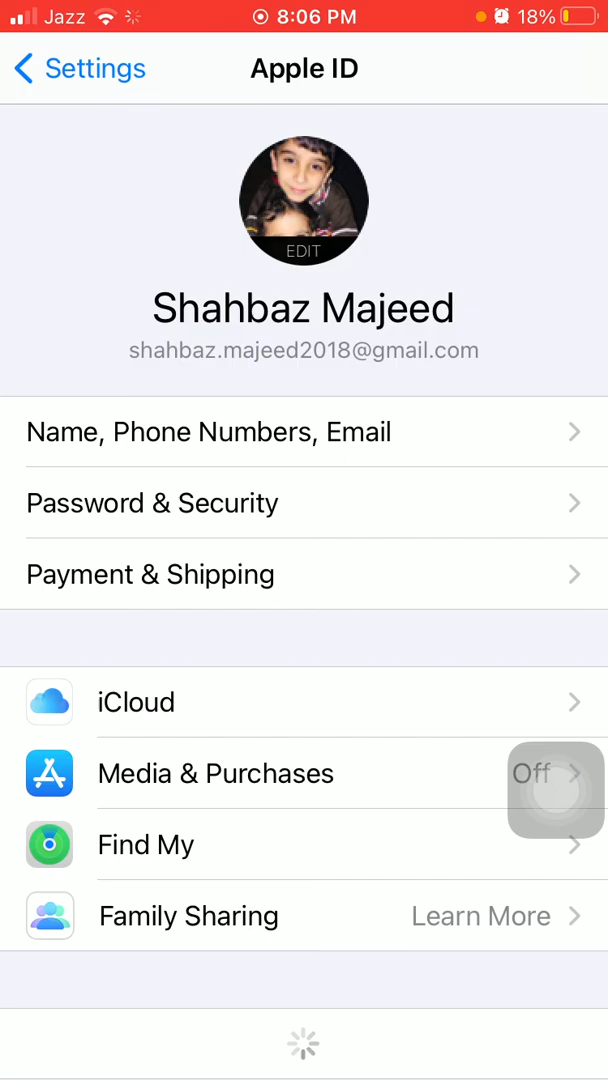 Jazz 8:06 PM 18%
Settings Apple ID
EDIT
Shahbaz Majeed
shahbaz.majeed2018@gmail.com
Name, Phone Numbers, Email
Password & Security
Payment & Shipping
iCloud
Media & Purchases Off
Find My
Family Sharing Learn More